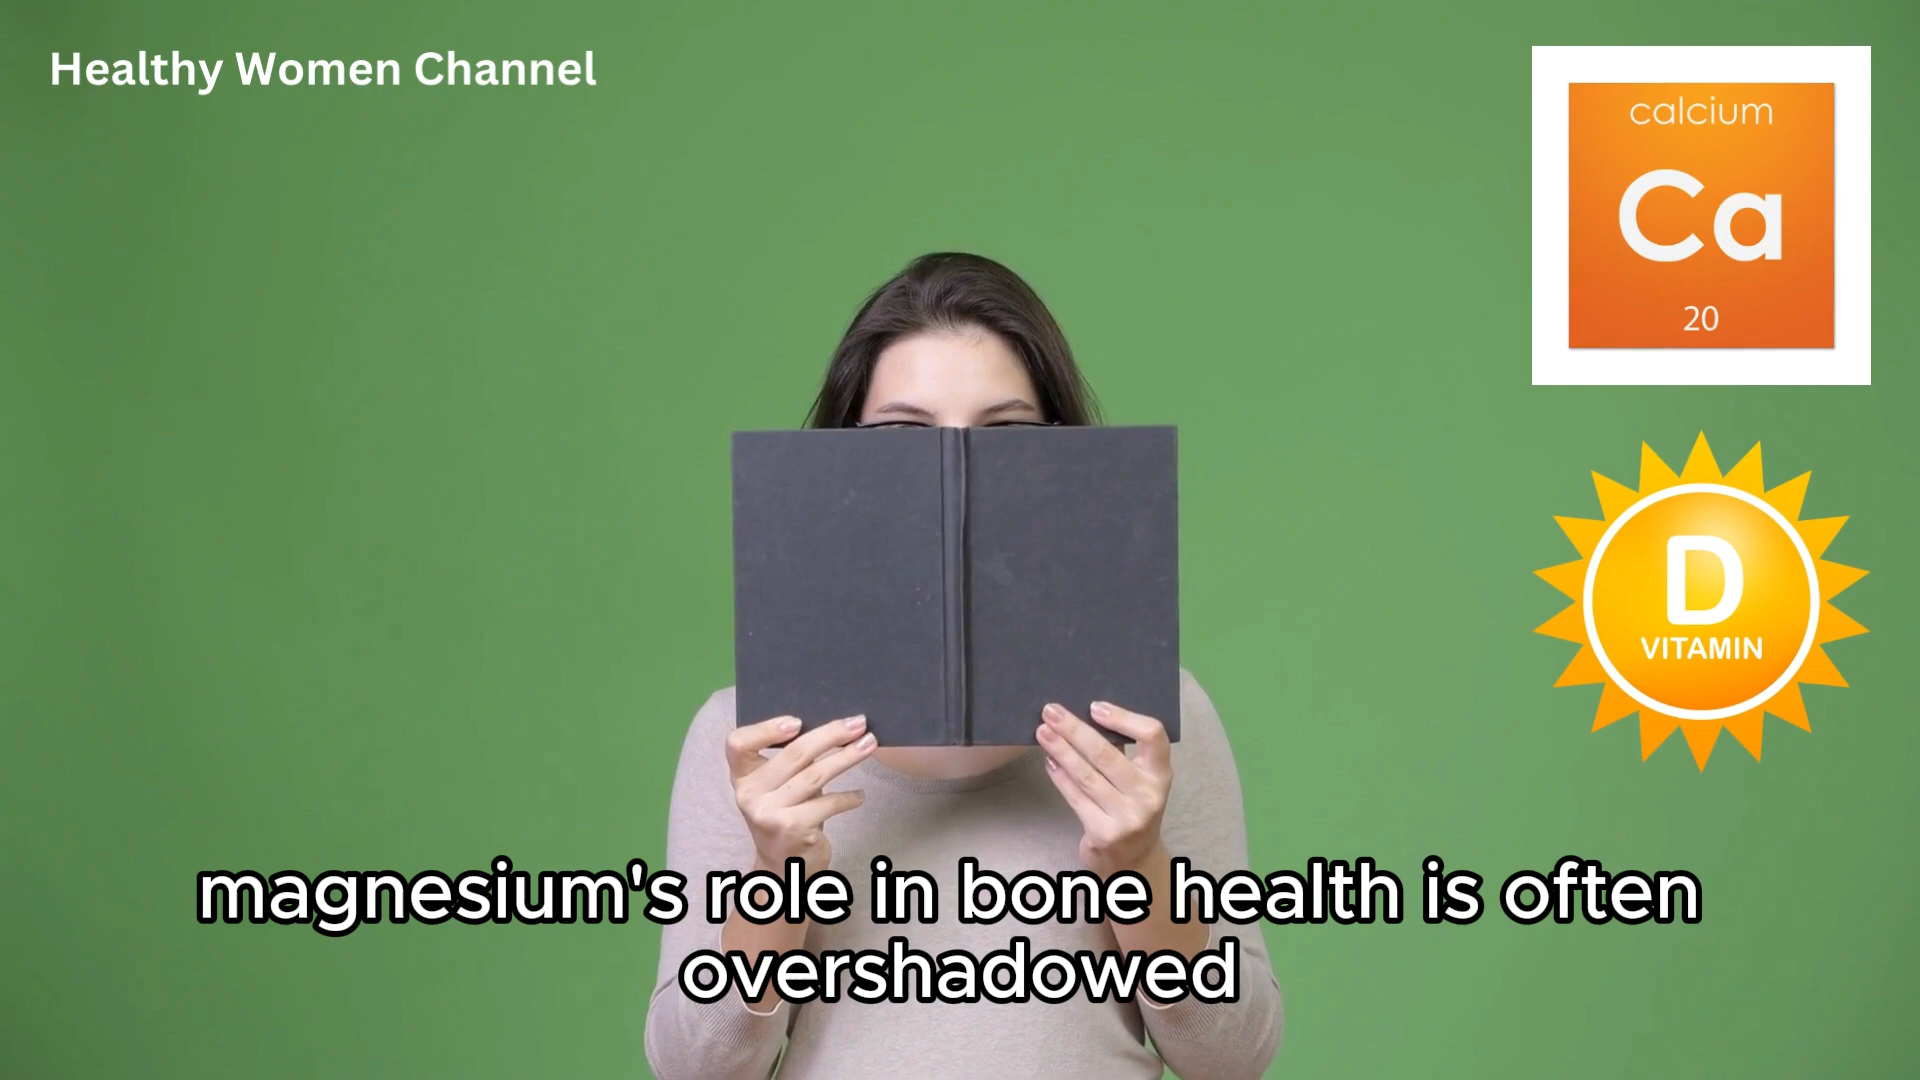 Healthy Women Channel
calcium
Ca
20
D
VITAMIN
magnesium's role in bone health is often
overshadowed